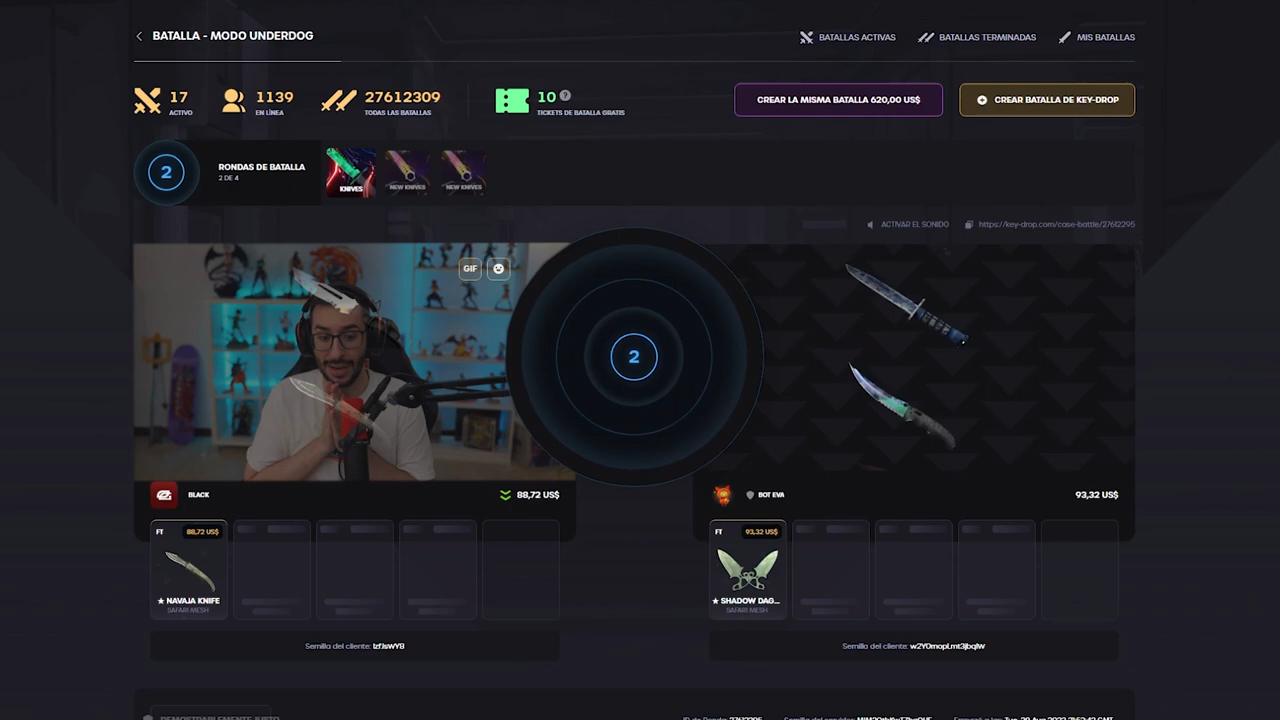 BATALLA - MODO UNDERDOG
BATALLAS ACTIVAS
BATALLAS TERMINADAS
MIS BATALLAS
17
ACTIVO
1139
EN LÍNEA
27612309
TODAS LAS BATALLAS
10 ?
TICKETS DE BATALLA GRATIS
CREAR LA MISMA BATALLA 620,00 US$
CREAR BATALLA DE KEY-DROP
2
RONDAS DE BATALLA
2 DE 4
KNIVES
NEW KNIVES
NEW KNIVES
ACTIVAR EL SONIDO
https://key-drop.com/case-battle/27612295
GIF
2
BLACK
88,72 US$
BOT EVA
93,32 US$
FT
88,72 US$
★ NAVAJA KNIFE
SAFARI MESH
FT
93,32 US$
★ SHADOW DAG...
SAFARI MESH
Semilla del cliente:
Semilla del cliente:
DEMOSTRABLEMENTE JUSTO